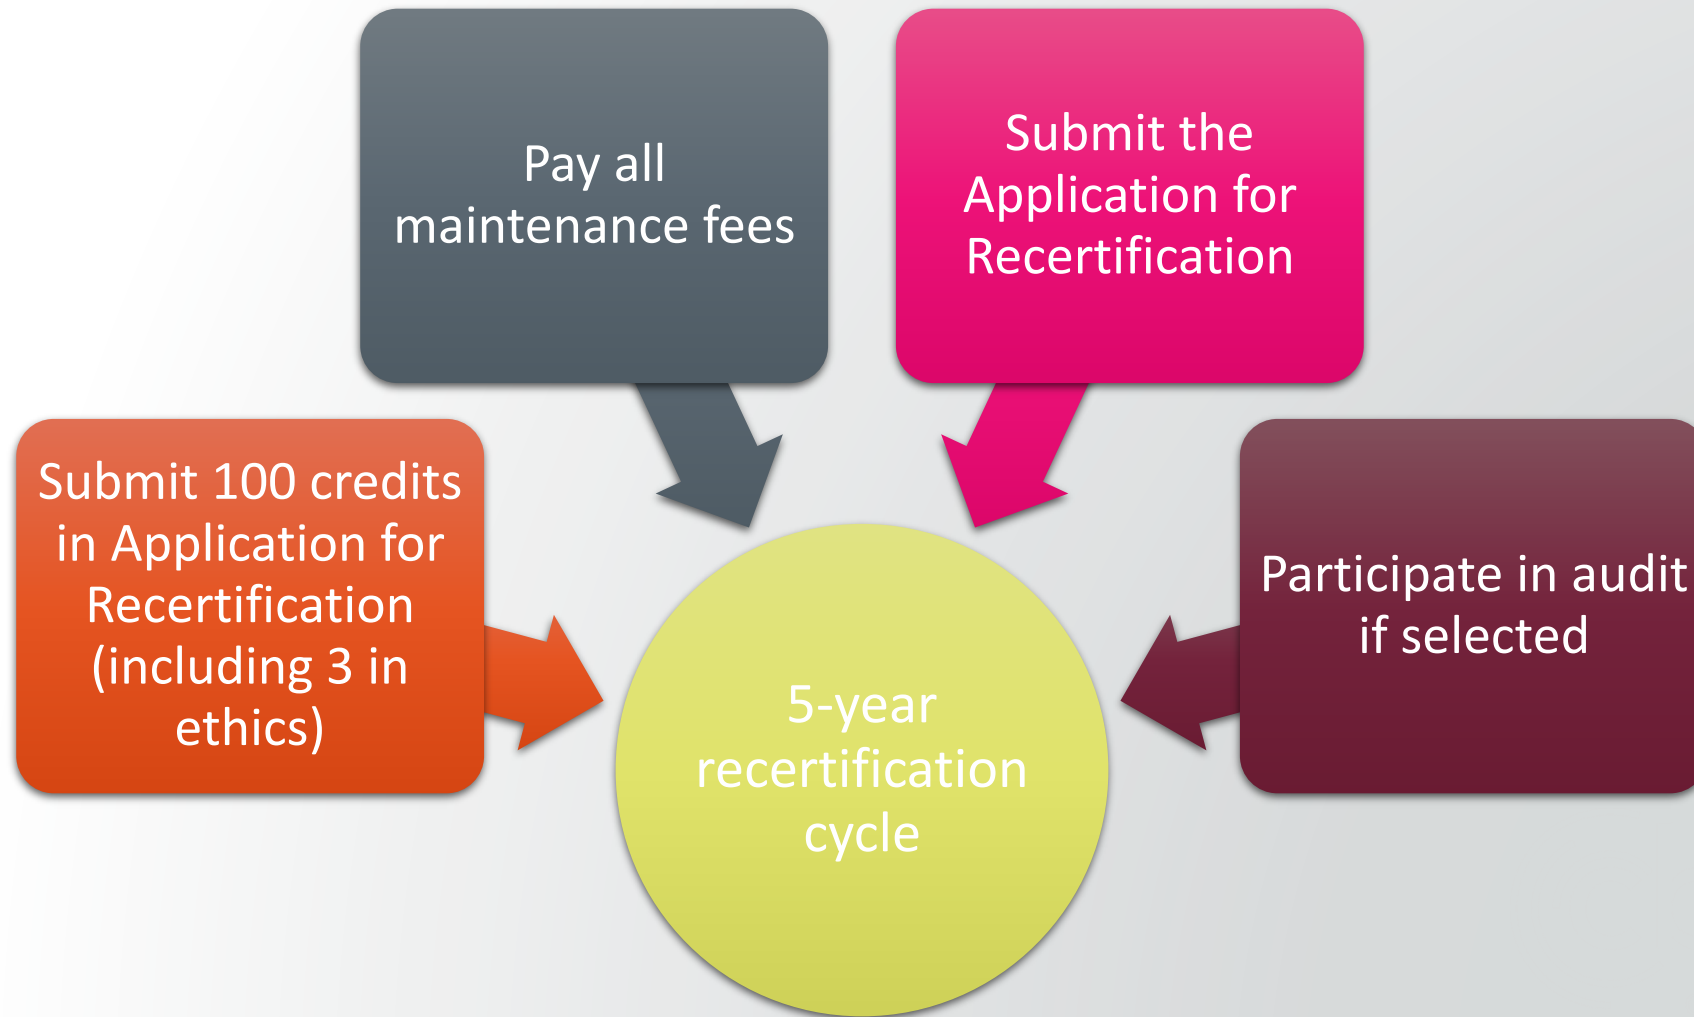 Pay all
maintenance fees
Submit the
Application for
Recertification
Submit 100 credits
in Application for
Recertification
(including 3 in
ethics)
Participate in audit
if selected
5-year
recertification
cycle